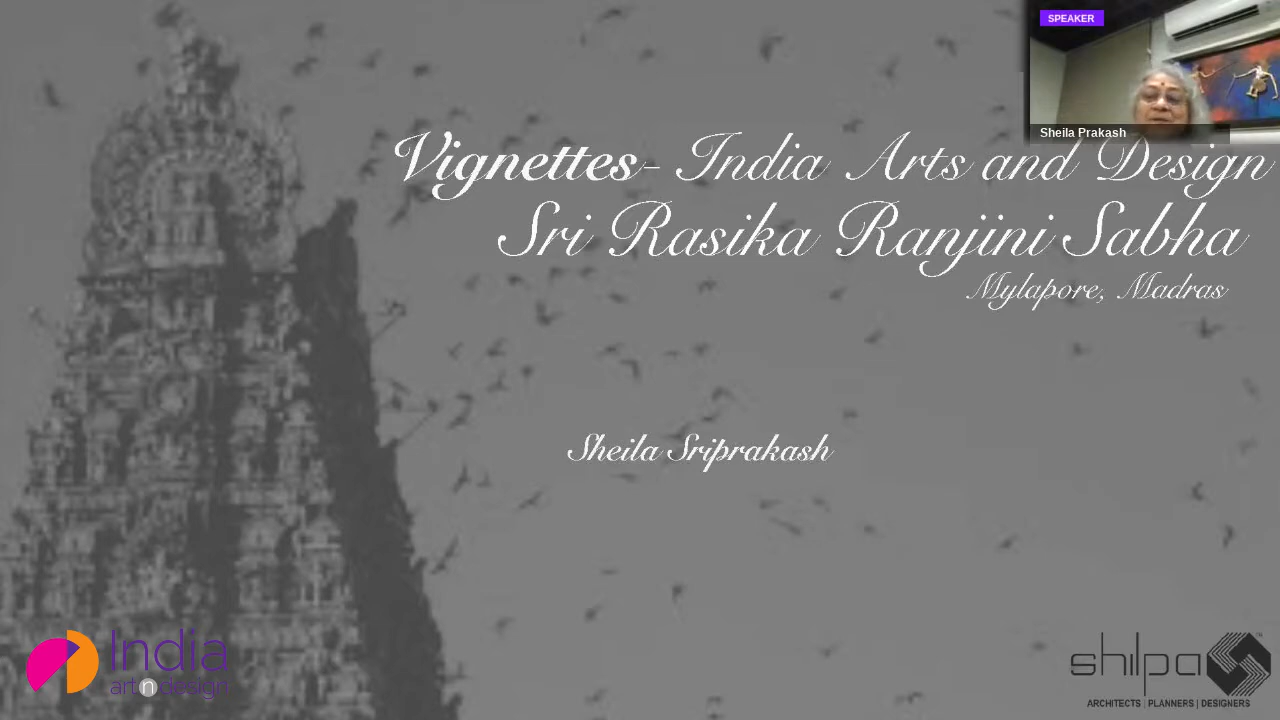 SPEAKER
Sheila Prakash
Vignettes- India Arts and Design
Sri Rasika Ranjini Sabha
Mylapore, Madras
Sheila Sriprakash
India
art n design
shilpa
TM
ARCHITECTS | PLANNERS | DESIGNERS